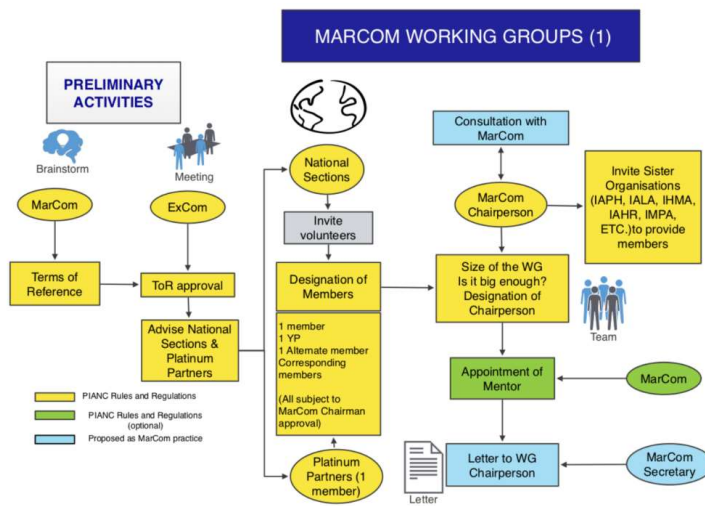 MARCOM WORKING GROUPS (1)
PRELIMINARY
ACTIVITIES
Brainstorm
Meeting
MarCom
ExCom
Terms of
Reference
ToR approval
Advise National
Sections &
Platinum
Partners
National
Sections
Invite
volunteers
Designation of
Members
1 member
1 YP
1 Alternate member
Corresponding
members
(All subject to
MarCom Chairman
approval)
Platinum
Partners (1
member)
Consultation with
MarCom
MarCom
Chairperson
Invite Sister
Organisations
(IAPH, IALA, IHMA,
IAHR, IMPA,
ETC.)to provide
members
Size of the WG
Is it big enough?
Designation of
Chairperson
Team
Appointment of
Mentor
MarCom
Letter to WG
Chairperson
MarCom
Secretary
Letter
PIANC Rules and Regulations
PIANC Rules and Regulations
(optional)
Proposed as MarCom practice